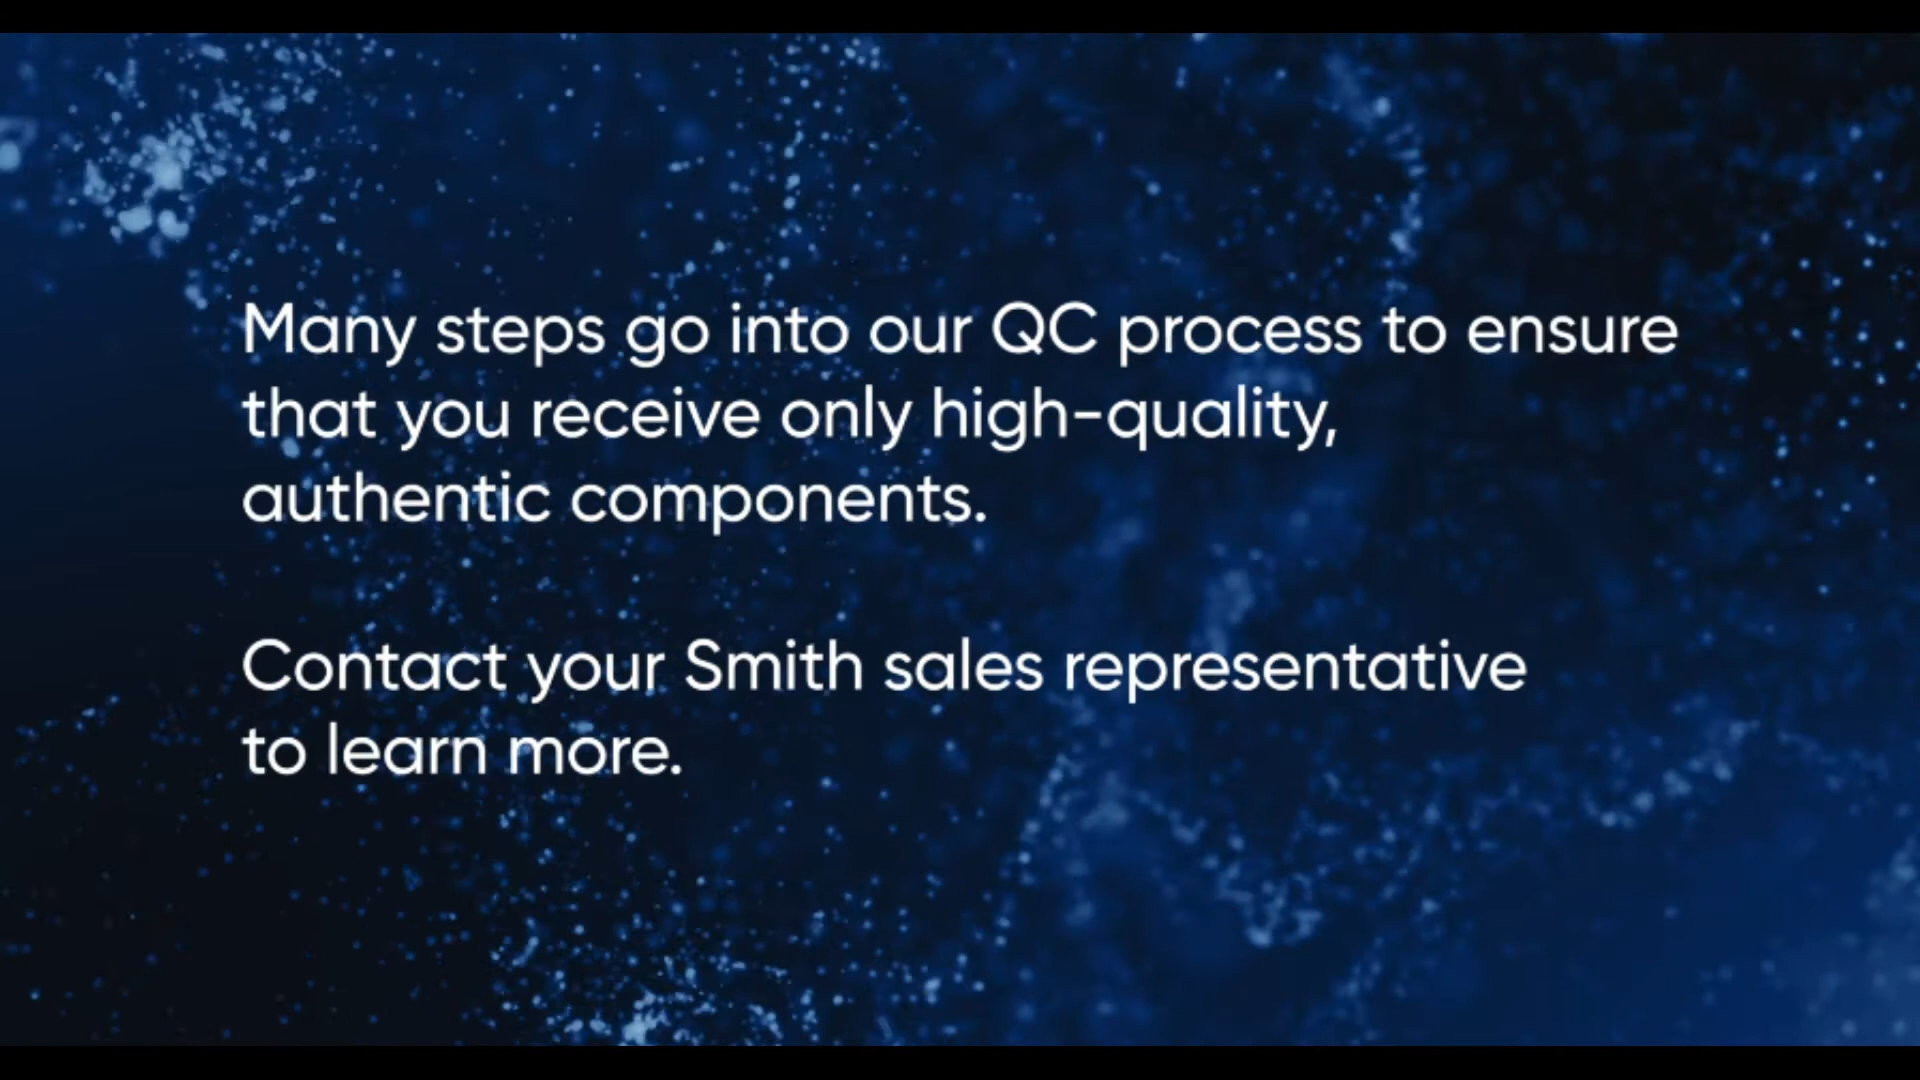 Many steps go into our QC process to ensure
that you receive only high-quality,
authentic components.
Contact your Smith sales representative
to learn more.